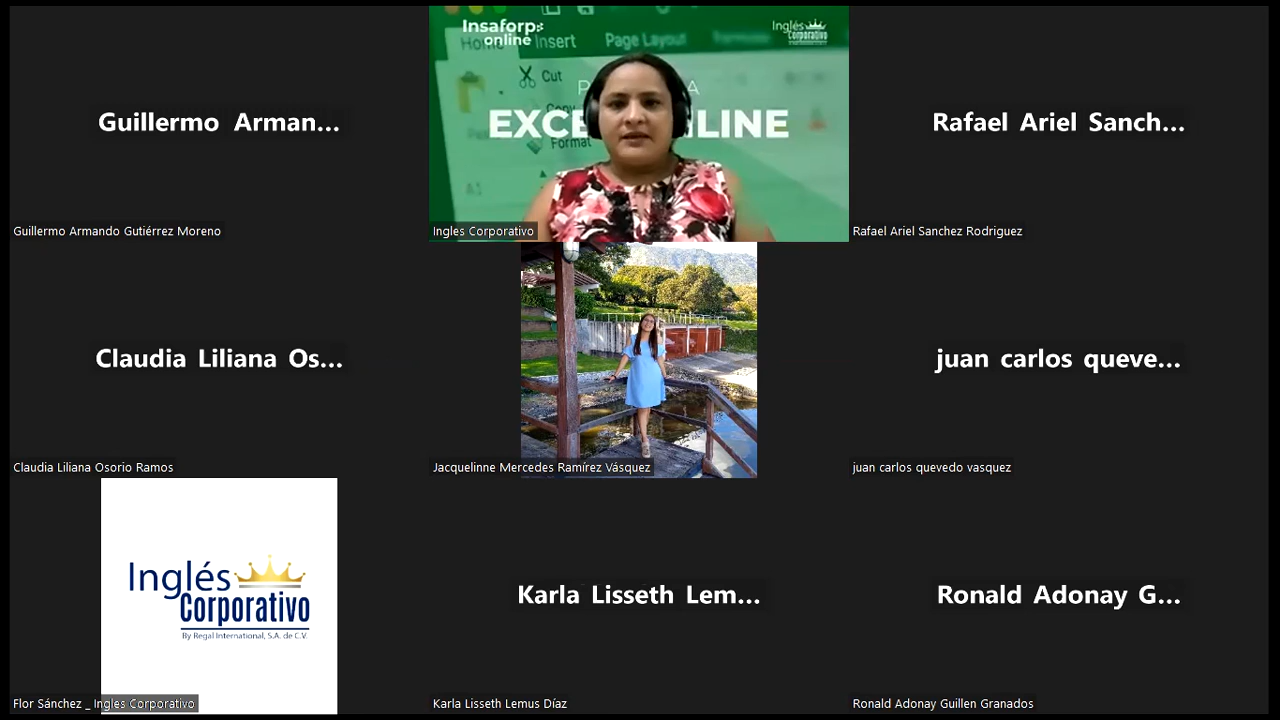 Guillermo Arman...
Guillermo Armando Gutiérrez Moreno
Insaforp
online
Inglés
Corporativo
Home
Insert
Page Layout
Cut
Copy
Format
EXCE LINE
Ingles Corporativo
Rafael Ariel Sanch...
Rafael Ariel Sanchez Rodriguez
Claudia Liliana Os...
Claudia Liliana Osorio Ramos
Jacquelinne Mercedes Ramírez Vásquez
juan carlos queve...
juan carlos quevedo vasquez
Inglés
Corporativo
By Regal International, S.A. de C.V.
Flor Sánchez _ Ingles Corporativo
Karla Lisseth Lem...
Karla Lisseth Lemus Díaz
Ronald Adonay G...
Ronald Adonay Guillen Granados